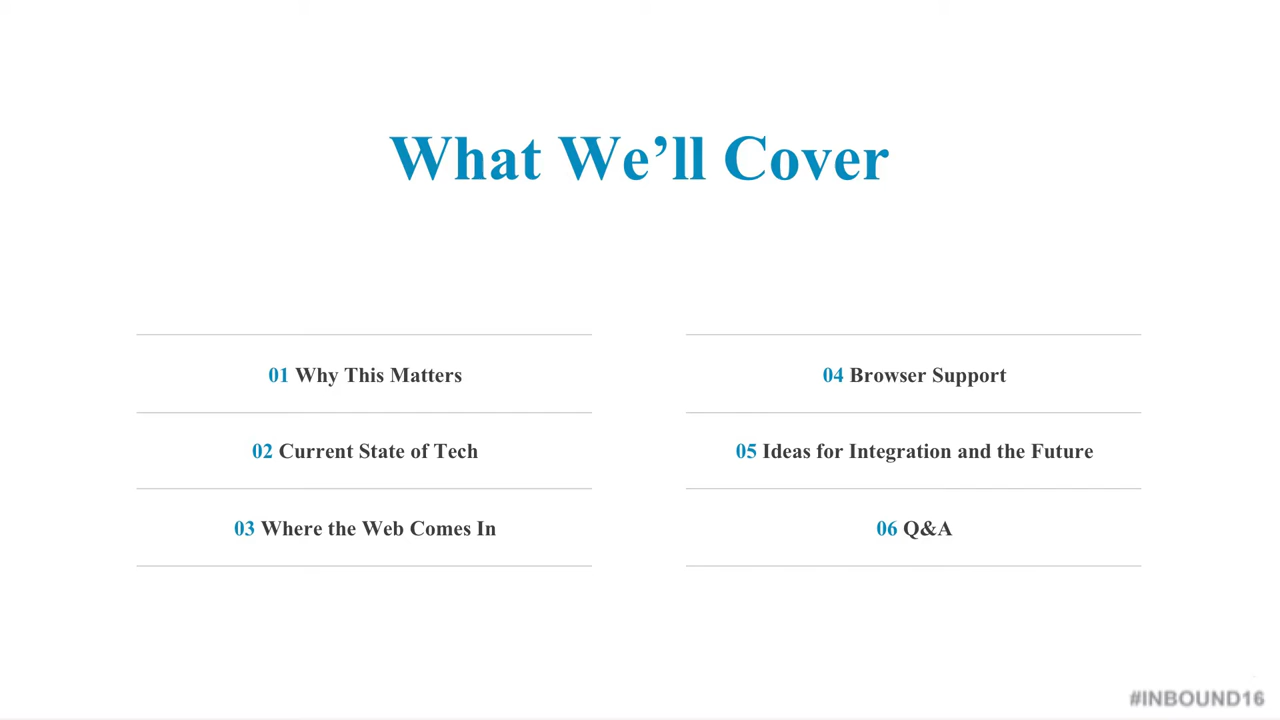 What We’ll Cover
01 Why This Matters
02 Current State of Tech
03 Where the Web Comes In
04 Browser Support
05 Ideas for Integration and the Future
06 Q&A
#INBOUND16